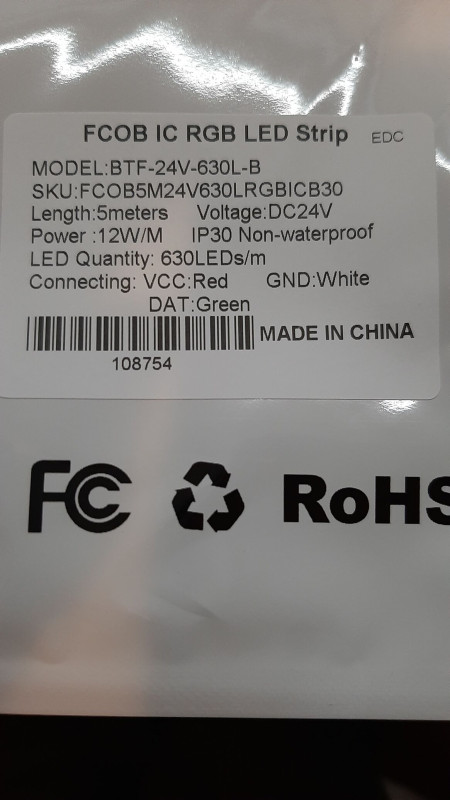 FCOB IC RGB LED Strip EDC
MODEL:BTF-24V-630L-B
SKU:FCOB5M24V630LRGBICB30
Length:5meters Voltage:DC24V
Power :12W/M IP30 Non-waterproof
LED Quantity: 630LEDs/m
Connecting: VCC:Red GND:White
DAT:Green
MADE IN CHINA
108754
FC RoHS